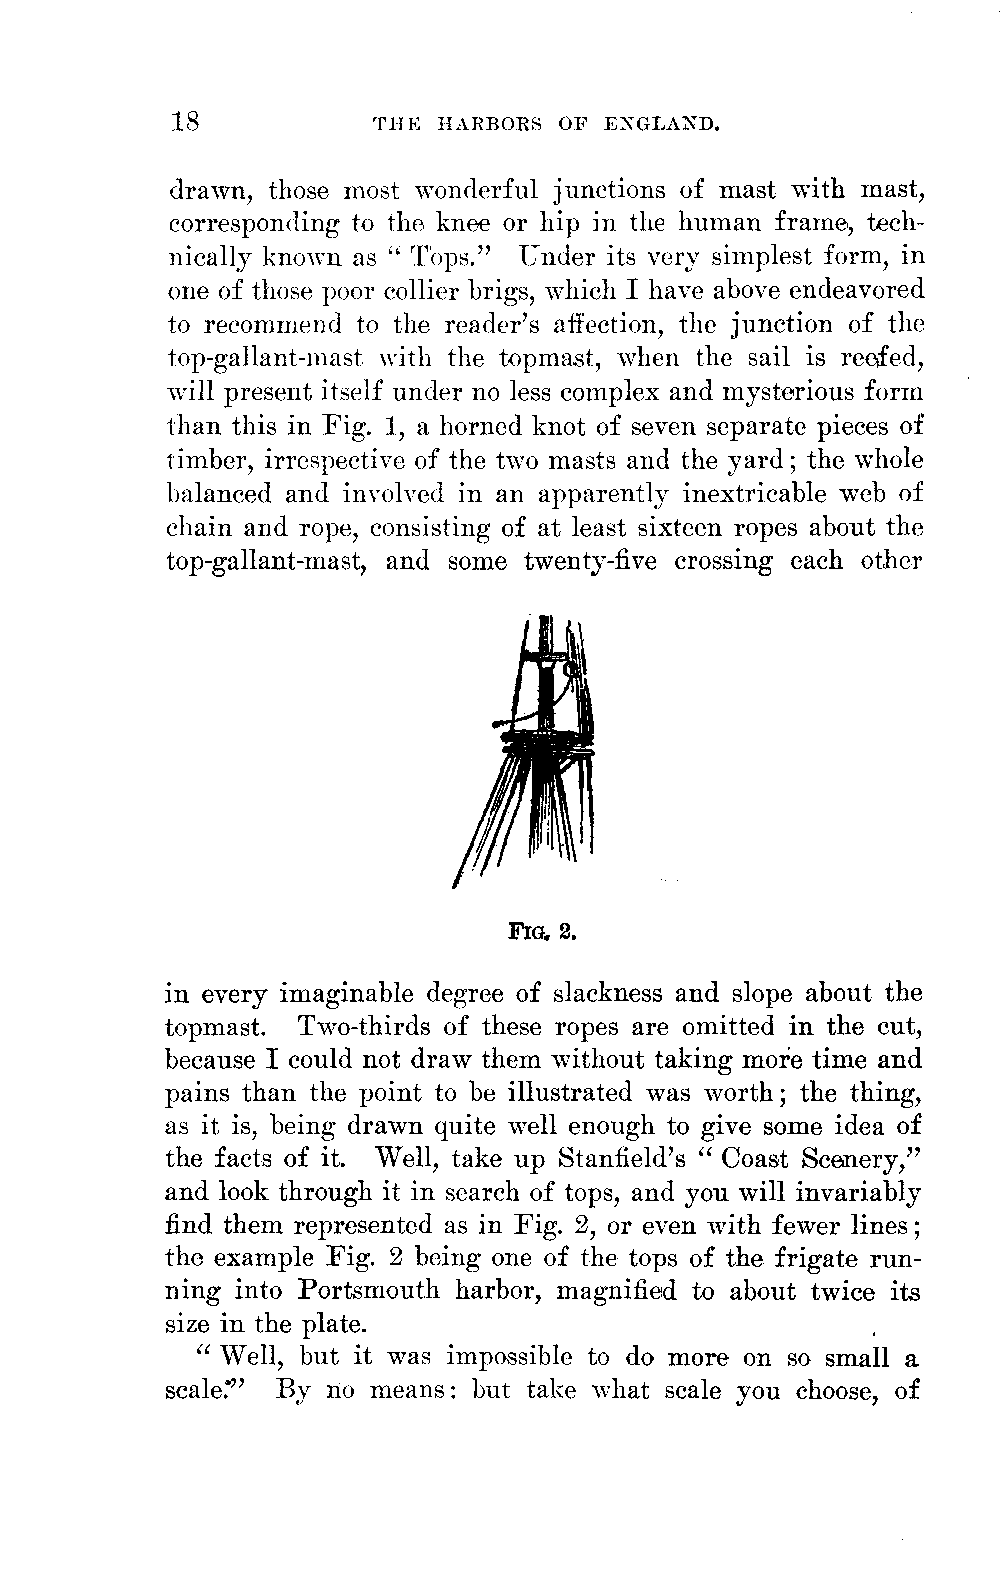 18 THE HARBORS OF ENGLAND.
drawn, those most wonderful junctions of mast with mast,
corresponding to the knee or hip in the human frame, tech-
nically known as “ Tops.” Under its very simplest form, in
one of those poor collier brigs, which I have above endeavored
to recommend to the reader’s affection, the junction of the
top-gallant-mast with the topmast, when the sail is reefed,
will present itself under no less complex and mysterious form
than this in Fig. 1, a horned knot of seven separate pieces of
timber, irrespective of the two masts and the yard; the whole
balanced and involved in an apparently inextricable web of
chain and rope, consisting of at least sixteen ropes about the
top-gallant-mast, and some twenty-five crossing each other
FIG. 2.
in every imaginable degree of slackness and slope about the
topmast. Two-thirds of these ropes are omitted in the cut,
because I could not draw them without taking more time and
pains than the point to be illustrated was worth; the thing,
as it is, being drawn quite well enough to give some idea of
the facts of it. Well, take up Stanfield’s “ Coast Scenery,”
and look through it in search of tops, and you will invariably
find them represented as in Fig. 2, or even with fewer lines;
the example Fig. 2 being one of the tops of the frigate run-
ning into Portsmouth harbor, magnified to about twice its
size in the plate.
“ Well, but it was impossible to do more on so small a
scale.” By no means: but take what scale you choose, of